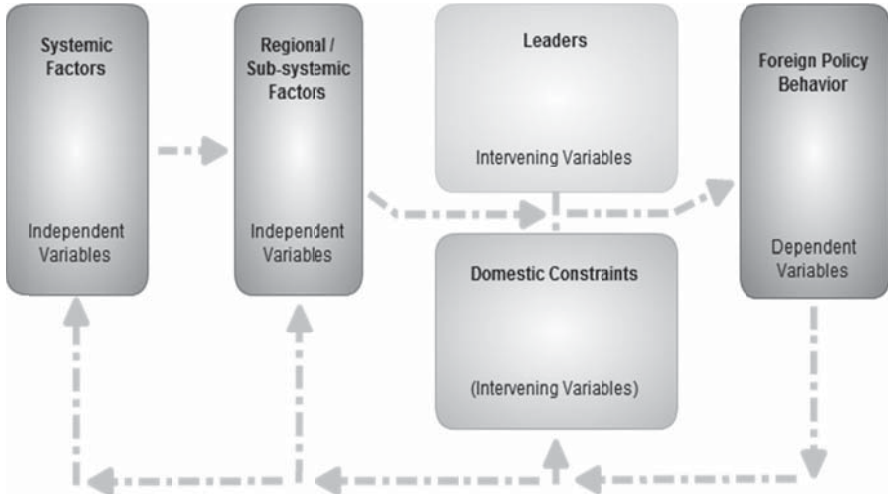 Systemic
Factors
Independent
Variables
Regional /
Sub-systemic
Factors
Independent
Variables
Leaders
Intervening Variables
Domestic Constraints
(Intervening Variables)
Foreign Policy
Behavior
Dependent
Variables